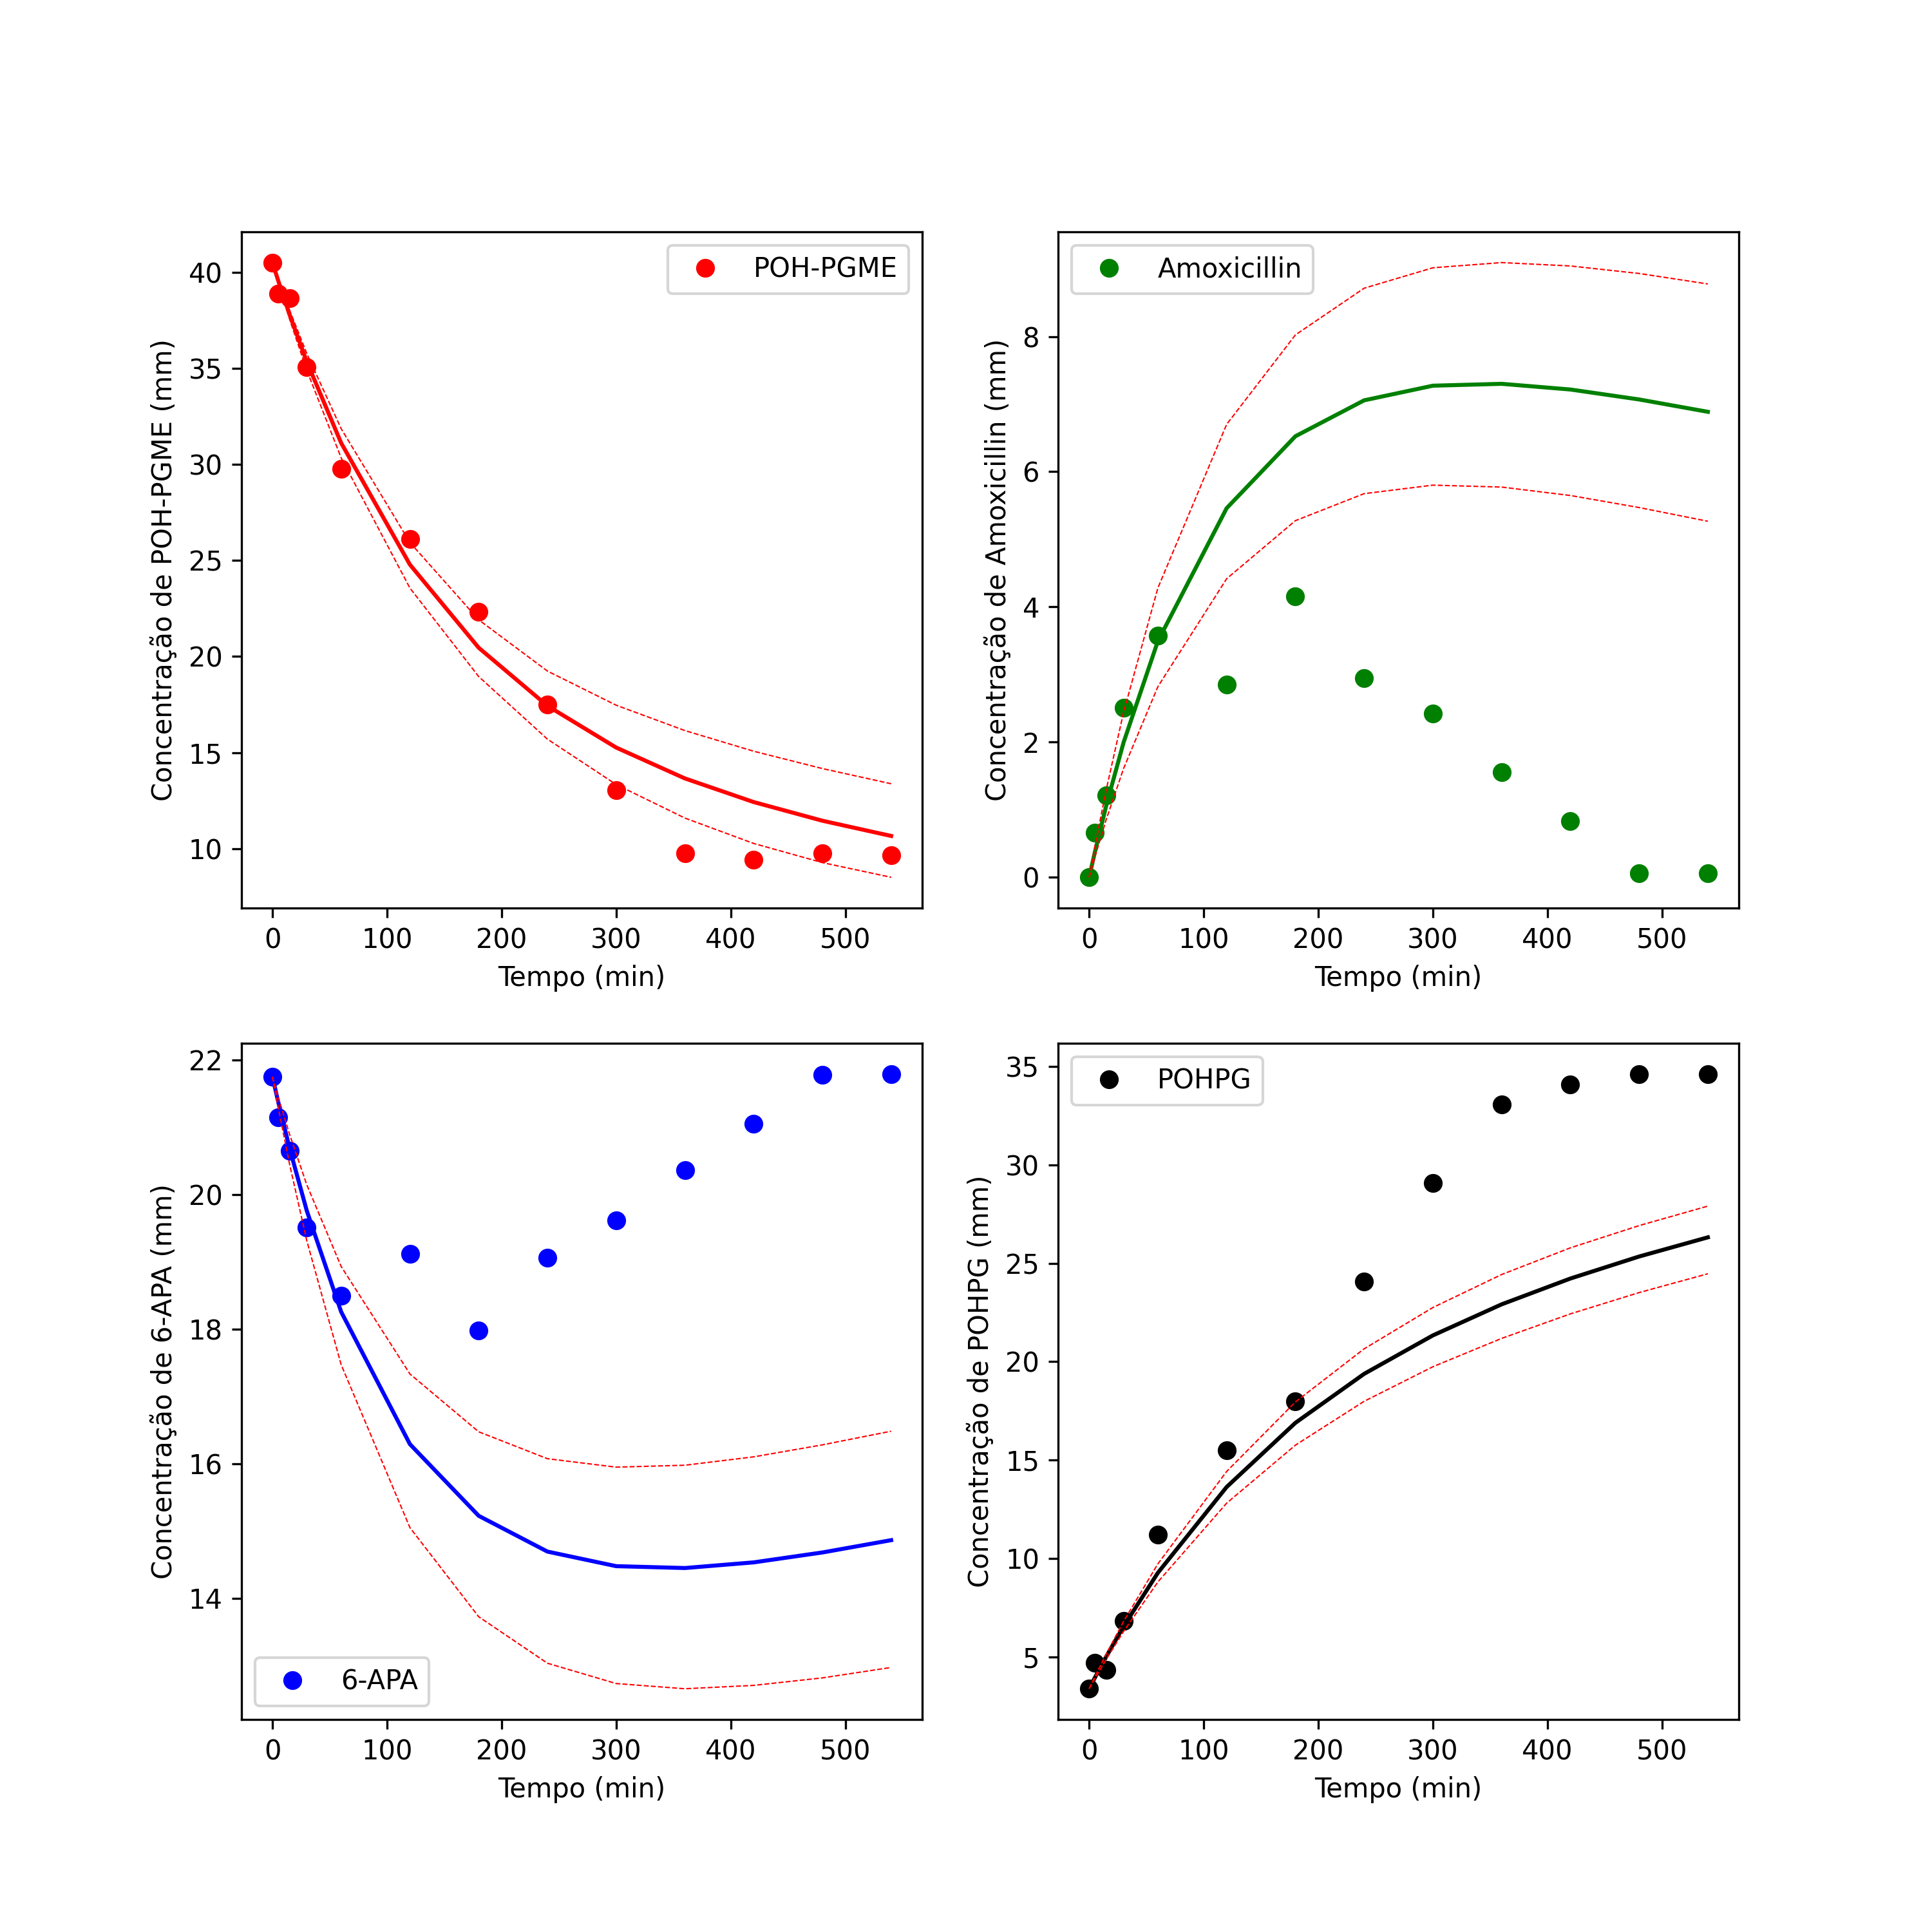 POH-PGME
Concentração de POH-PGME (mm)
40
35
30
25
20
15
10
0 100 200 300 400 500
Tempo (min)
Amoxicillin
Concentração de Amoxicillin (mm)
8
6
4
2
0
0 100 200 300 400 500
Tempo (min)
6-APA
Concentração de 6-APA (mm)
22
20
18
16
14
0 100 200 300 400 500
Tempo (min)
POHPG
Concentração de POHPG (mm)
35
30
25
20
15
10
5
0 100 200 300 400 500
Tempo (min)